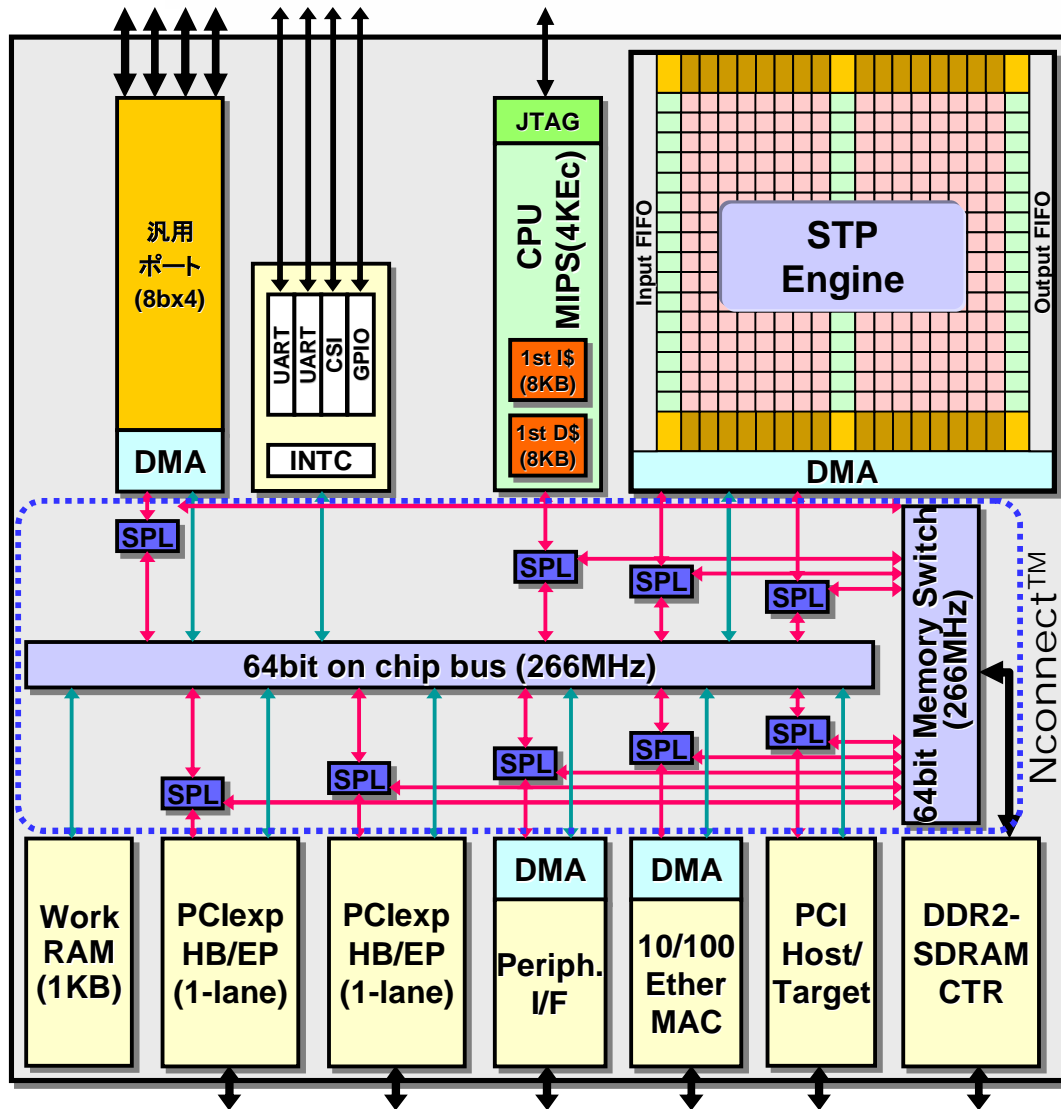 汎用
ポート
(8bx4)
DMA
UART
UART
CSI
GPIO
INTC
JTAG
CPU
MIPS(4KEc)
1st I$
(8KB)
1st D$
(8KB)
Input FIFO
STP
Engine
Output FIFO
DMA
SPL
SPL
SPL
SPL
64bit on chip bus (266MHz)
64bit Memory Switch
(266MHz)
Nconnect™
SPL
SPL
SPL
SPL
SPL
Work
RAM
(1KB)
PCIexp
HB/EP
(1-lane)
PCIexp
HB/EP
(1-lane)
DMA
Periph.
I/F
DMA
10/100
Ether
MAC
PCI
Host/
Target
DDR2-
SDRAM
CTR